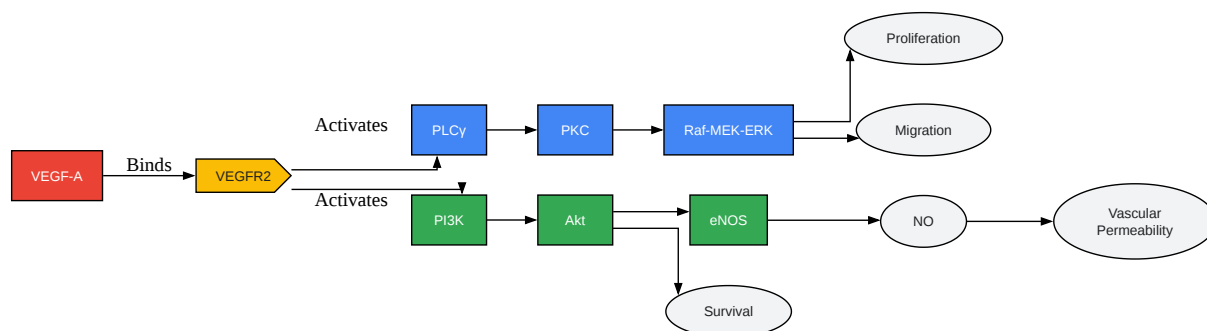 Proliferation
Activates
PLCγ
PKC
Raf-MEK-ERK
Migration
VEGF-A
Binds
VEGFR2
Activates
PI3K
Akt
eNOS
NO
Vascular
Permeability
Survival